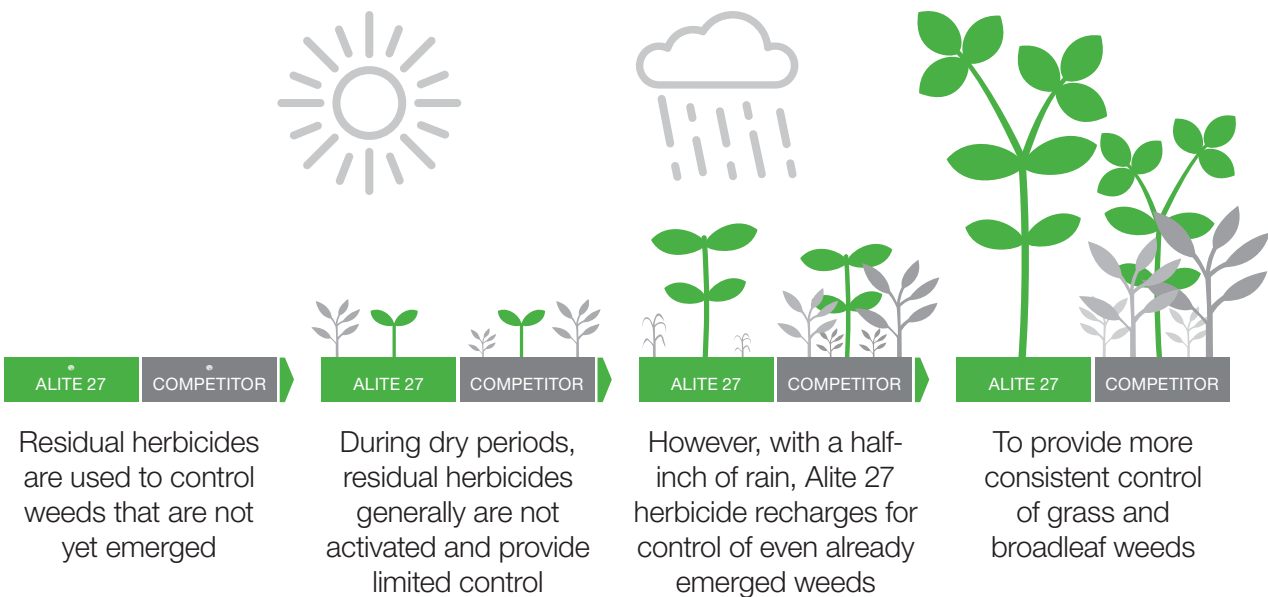 ALITE 27
COMPETITOR
ALITE 27
COMPETITOR
ALITE 27
COMPETITOR
ALITE 27
COMPETITOR
Residual herbicides
are used to control
weeds that are not
yet emerged
During dry periods,
residual herbicides
generally are not
activated and provide
limited control
However, with a half-
inch of rain, Alite 27
herbicide recharges for
control of even already
emerged weeds
To provide more
consistent control
of grass and
broadleaf weeds